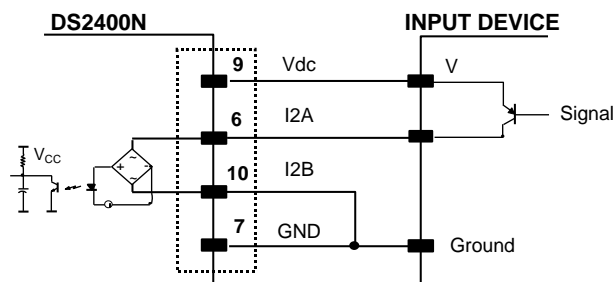 DS2400N
INPUT DEVICE
9 Vdc V
6 I2A
Signal
VCC
+ ~ ~ -
10 I2B
7 GND Ground